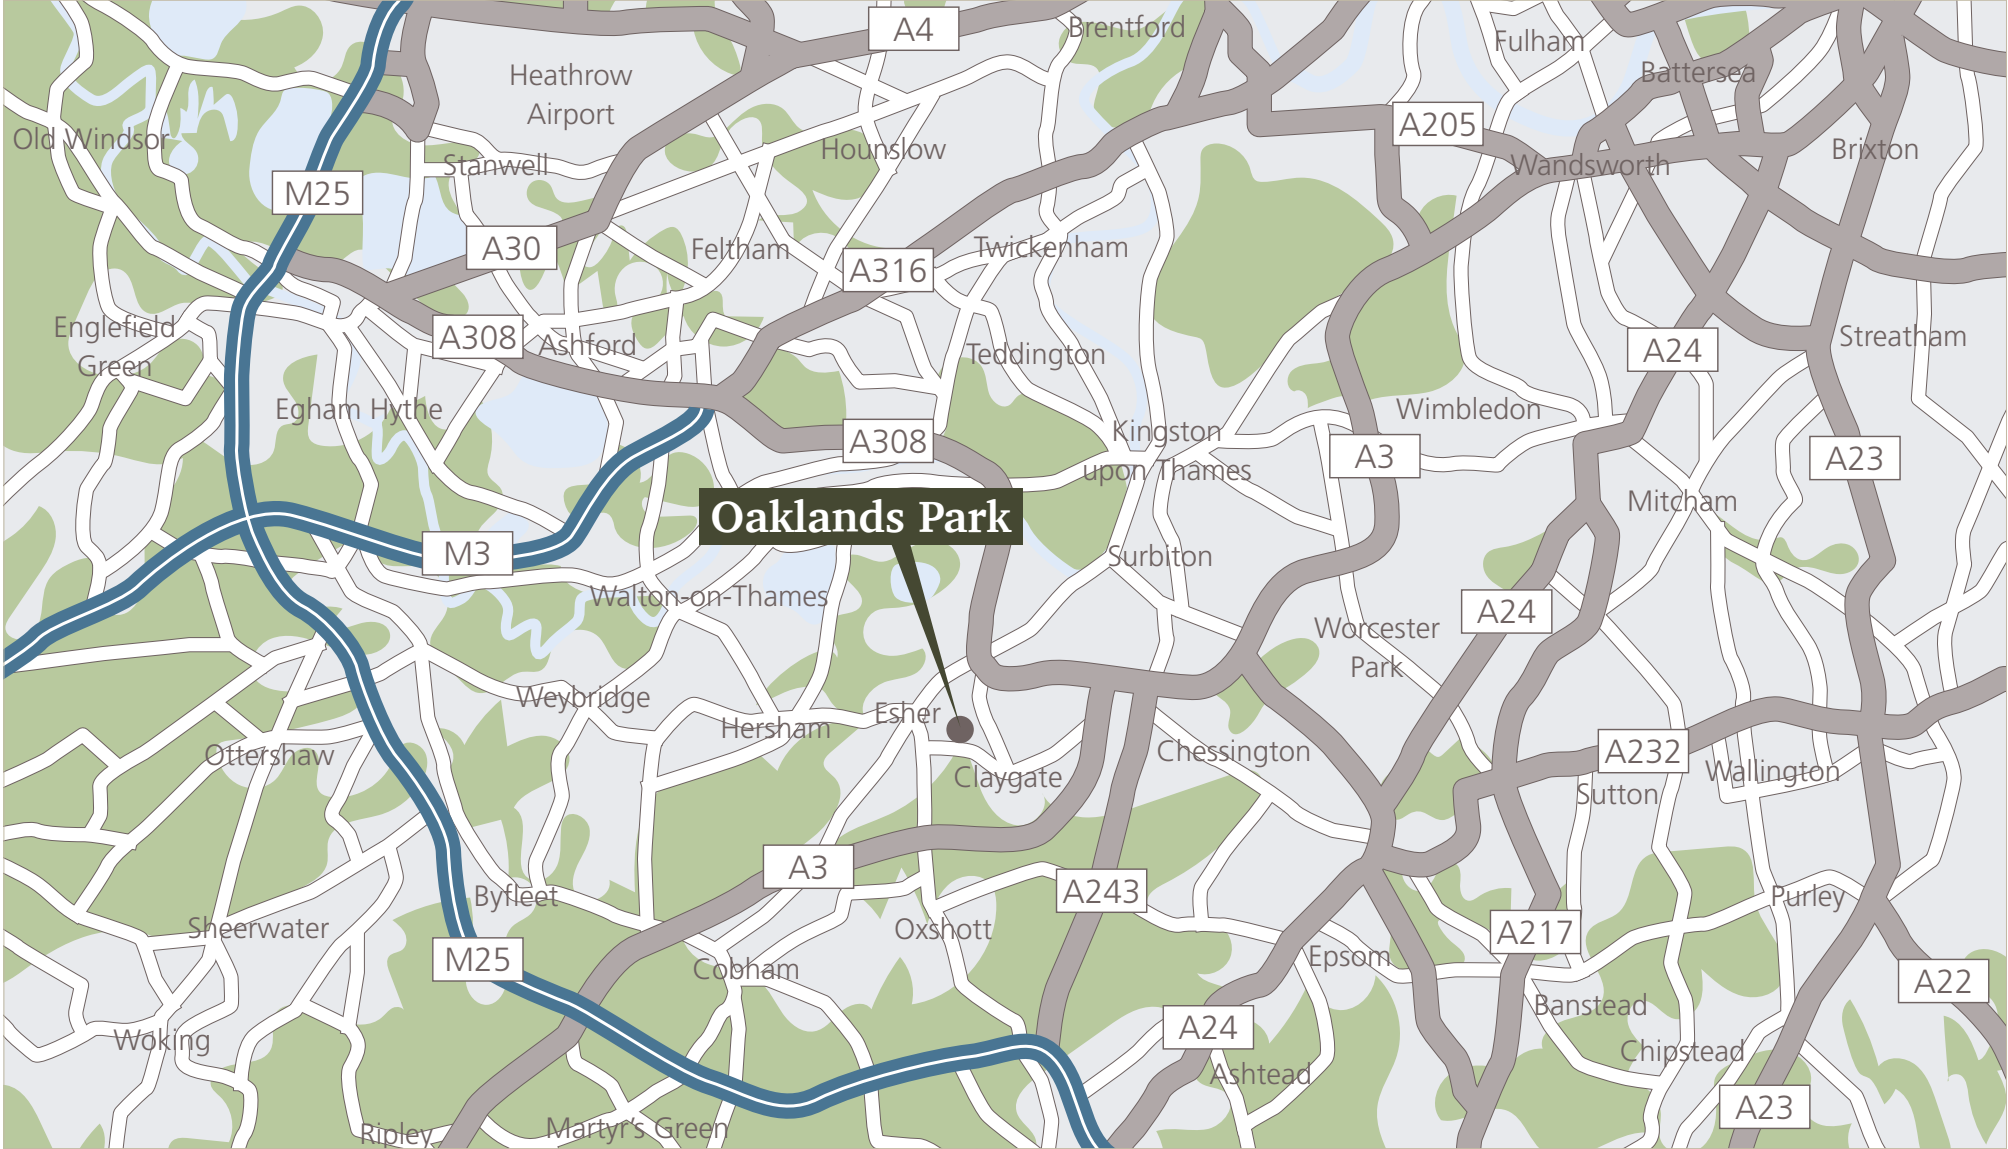 A4
Brentford
Fulham
Battersea
Heathrow
Airport
Old Windsor
Stanwell
Hounslow
A205
Wandsworth
Brixton
M25
A30
Feltham
A316
Twickenham
Englefield
Green
A308
Ashford
Teddington
A24
Streatham
Egham Hythe
A308
Kingston
upon Thames
Wimbledon
A3
A23
Oaklands Park
Mitcham
M3
Surbiton
Walton-on-Thames
A24
Worcester
Park
Weybridge
Esher
Hersham
Ottershaw
Claygate
Chessington
A232
Wallington
Sutton
A3
A243
Byfleet
Purley
Sheerwater
Oxshott
A217
M25
Cobham
Epsom
A22
Banstead
Woking
A24
Chipstead
Ashtead
A23
Ripley
Martyr's Green